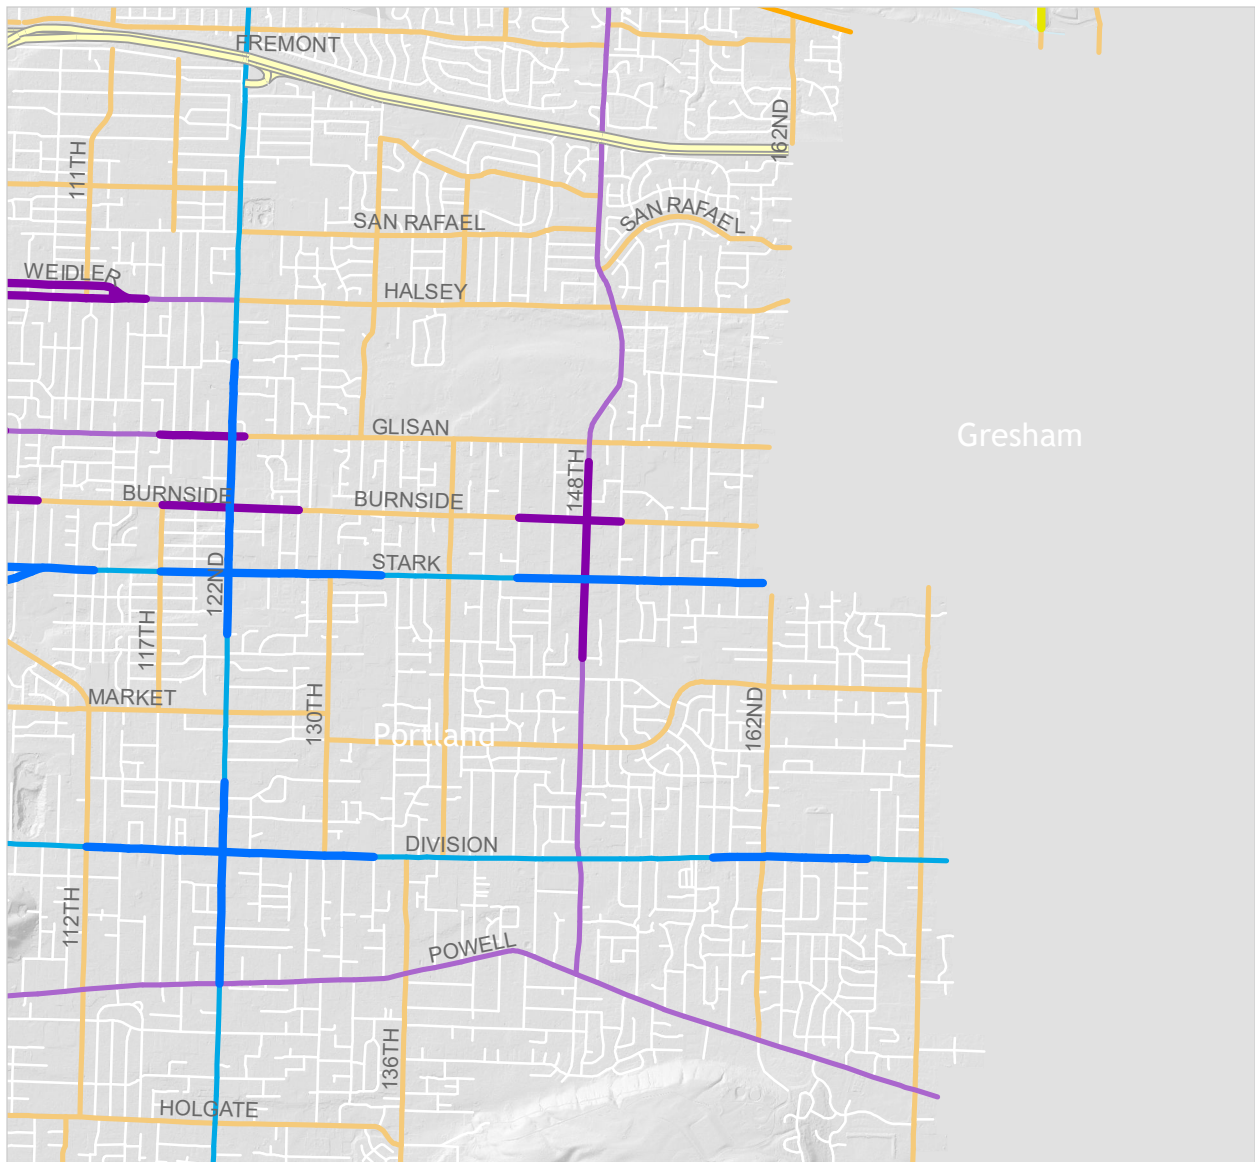 FREMONT
162ND
111TH
SAN RAFAEL
SAN RAFAEL
WEIDLER
HALSEY
GLISAN
Gresham
148TH
BURNSIDE
BURNSIDE
STARK
122ND
117TH
MARKET
130TH
162ND
Portland
DIVISION
112TH
POWELL
136TH
HOLGATE